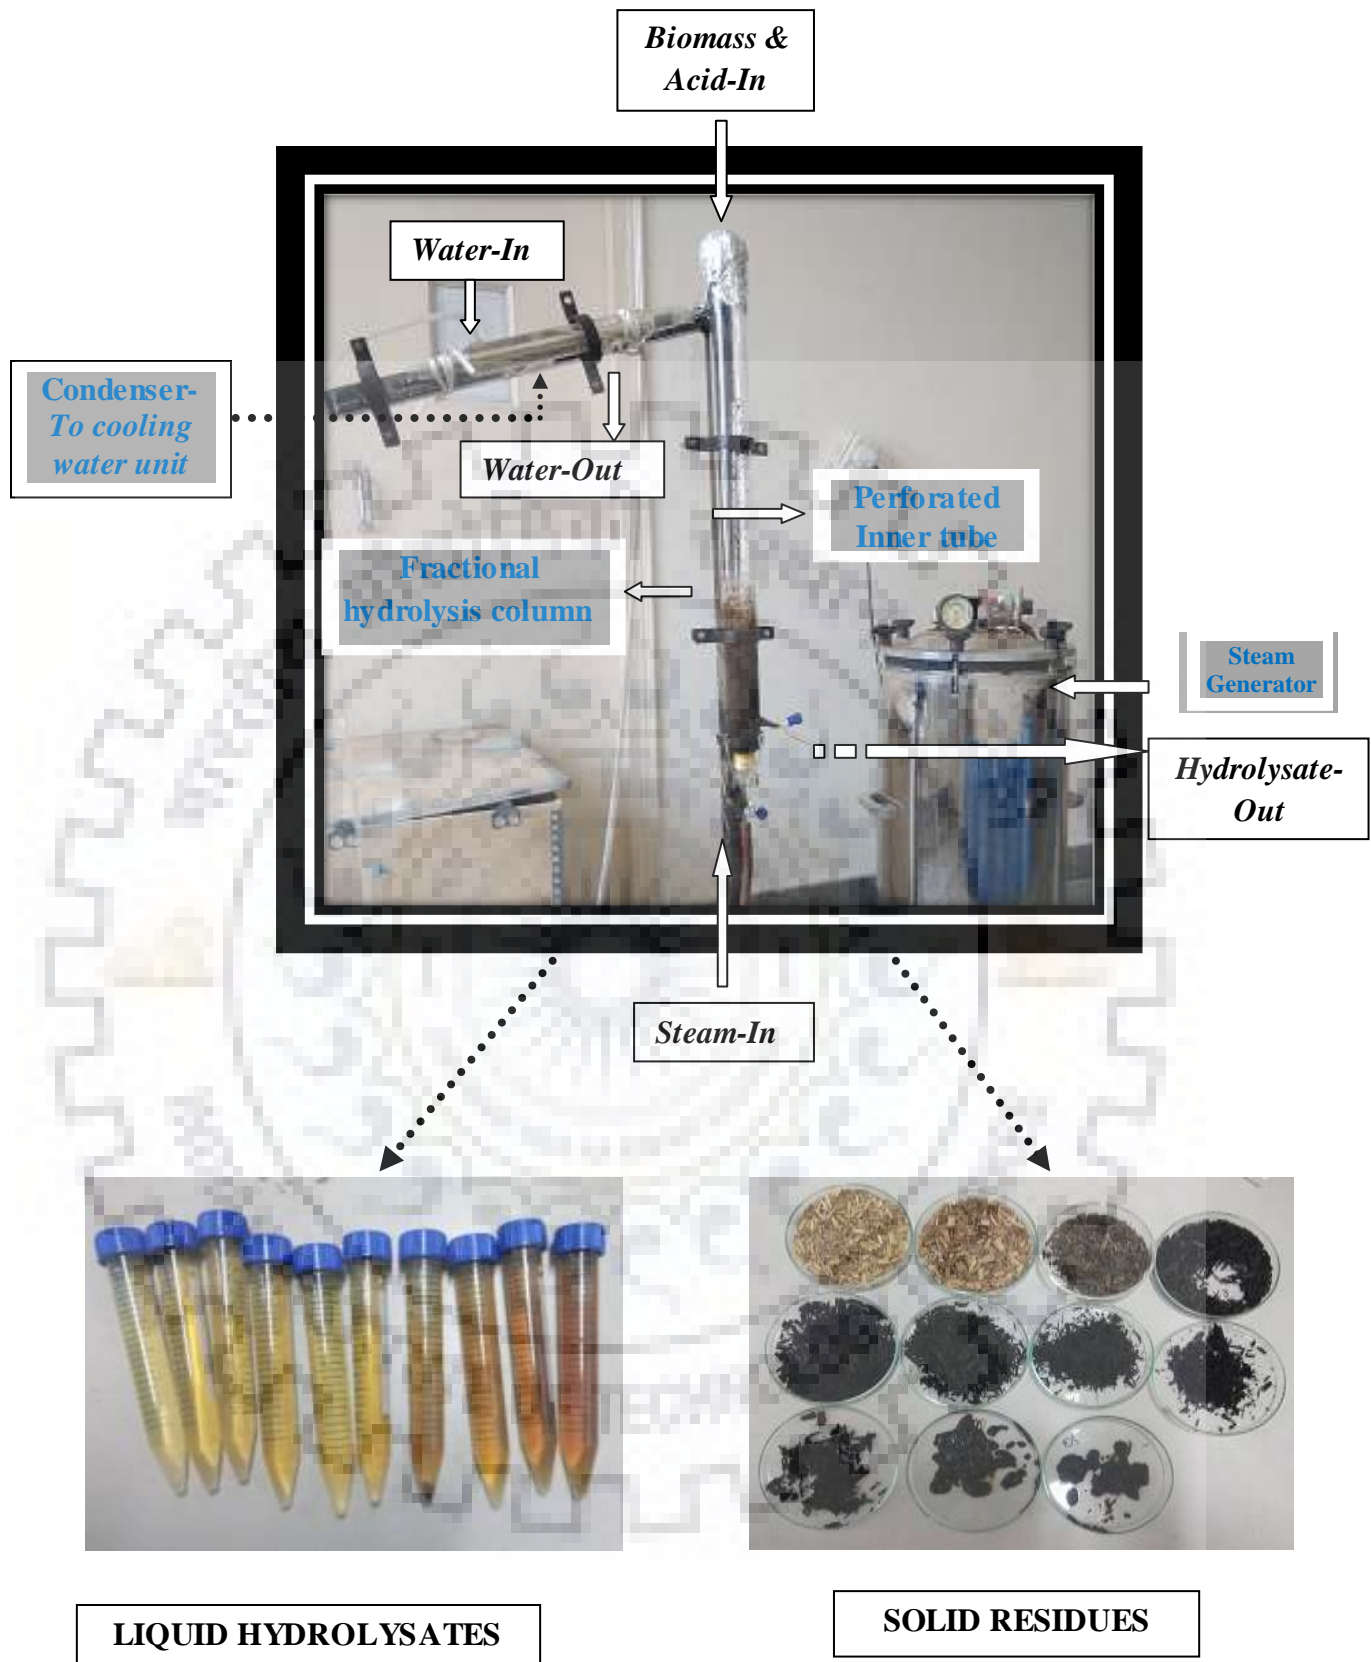 Biomass &
Acid-In
Water-In
Condenser-
To cooling
water unit
Water-Out
Perforated
Inner tube
Fractional
hydrolysis column
Steam
Generator
Hydrolysate-
Out
Steam-In
LIQUID HYDROLYSATES
SOLID RESIDUES